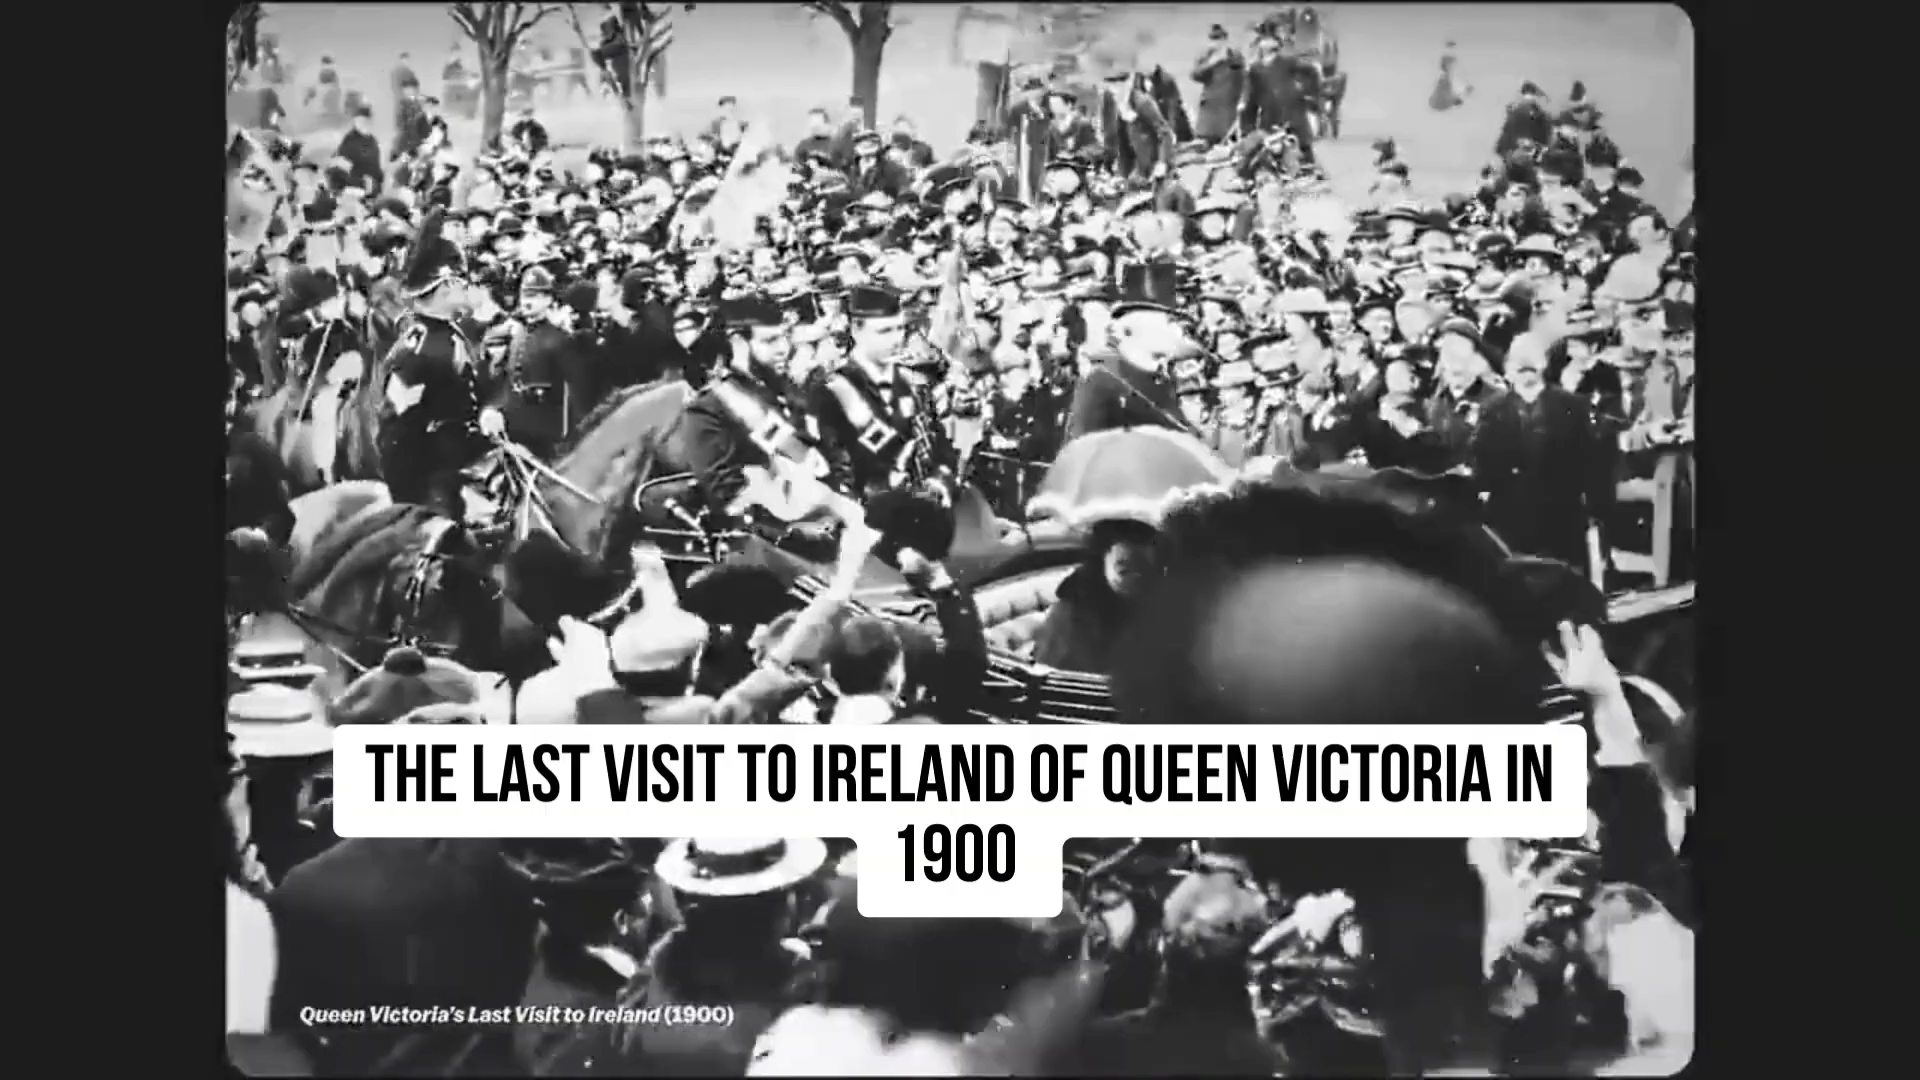 THE LAST VISIT TO IRELAND OF QUEEN VICTORIA IN
1900
Queen Victoria's Last Visit to Ireland (1900)